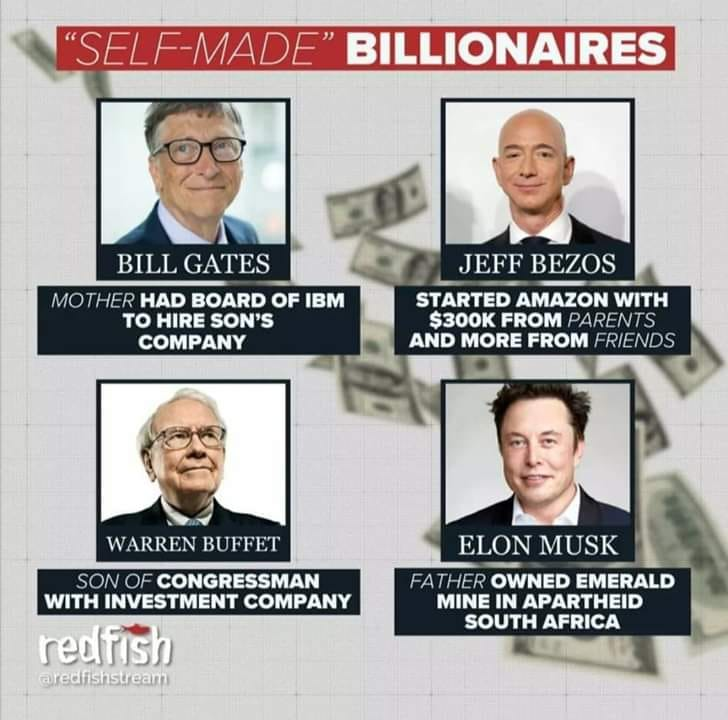 "SELF-MADE" BILLIONAIRES
BILL GATES
MOTHER HAD BOARD OF IBM
TO HIRE SON'S
COMPANY
JEFF BEZOS
STARTED AMAZON WITH
$300K FROM PARENTS
AND MORE FROM FRIENDS
WARREN BUFFET
SON OF CONGRESSMAN
WITH INVESTMENT COMPANY
ELON MUSK
FATHER OWNED EMERALD
MINE IN APARTHEID
SOUTH AFRICA
redfish
@redfishstream